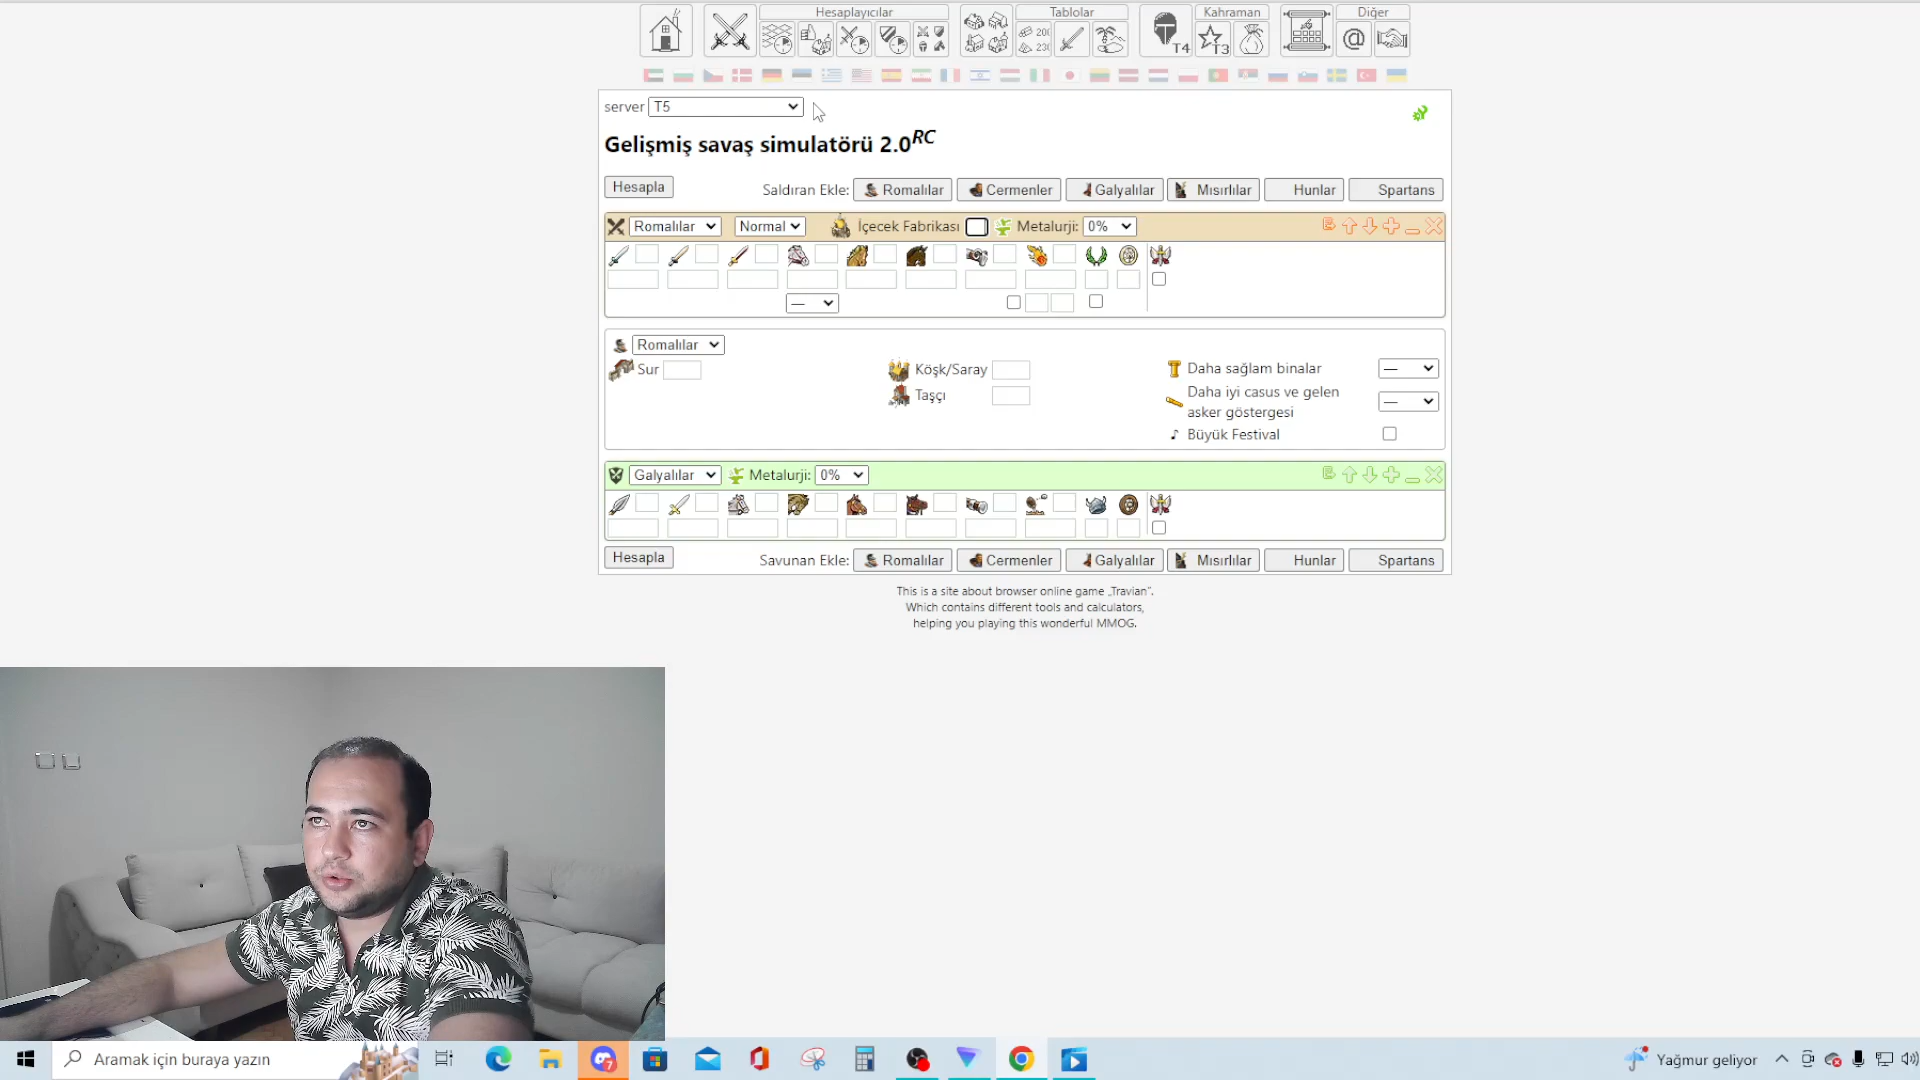 Hesaplayıcılar
Tablolar
Kahraman
Diğer
T4
T3
server T5
Gelişmiş savaş simulatörü 2.0RC
Hesapla
Saldıran Ekle: Romalılar Cermenler Galyalılar Mısırlılar Hunlar Spartans
Romalılar Normal İçecek Fabrikası Metalurji: 0%
—
Romalılar
Sur
Köşk/Saray
Taşçı
Daha sağlam binalar —
Daha iyi casus ve gelen
asker göstergesi —
Büyük Festival
Galyalılar Metalurji: 0%
Hesapla
Savunan Ekle: Romalılar Cermenler Galyalılar Mısırlılar Hunlar Spartans
This is a site about browser online game „Travian”.
Which contains different tools and calculators,
helping you playing this wonderful MMOG.
Aramak için buraya yazın
7
Yağmur geliyor